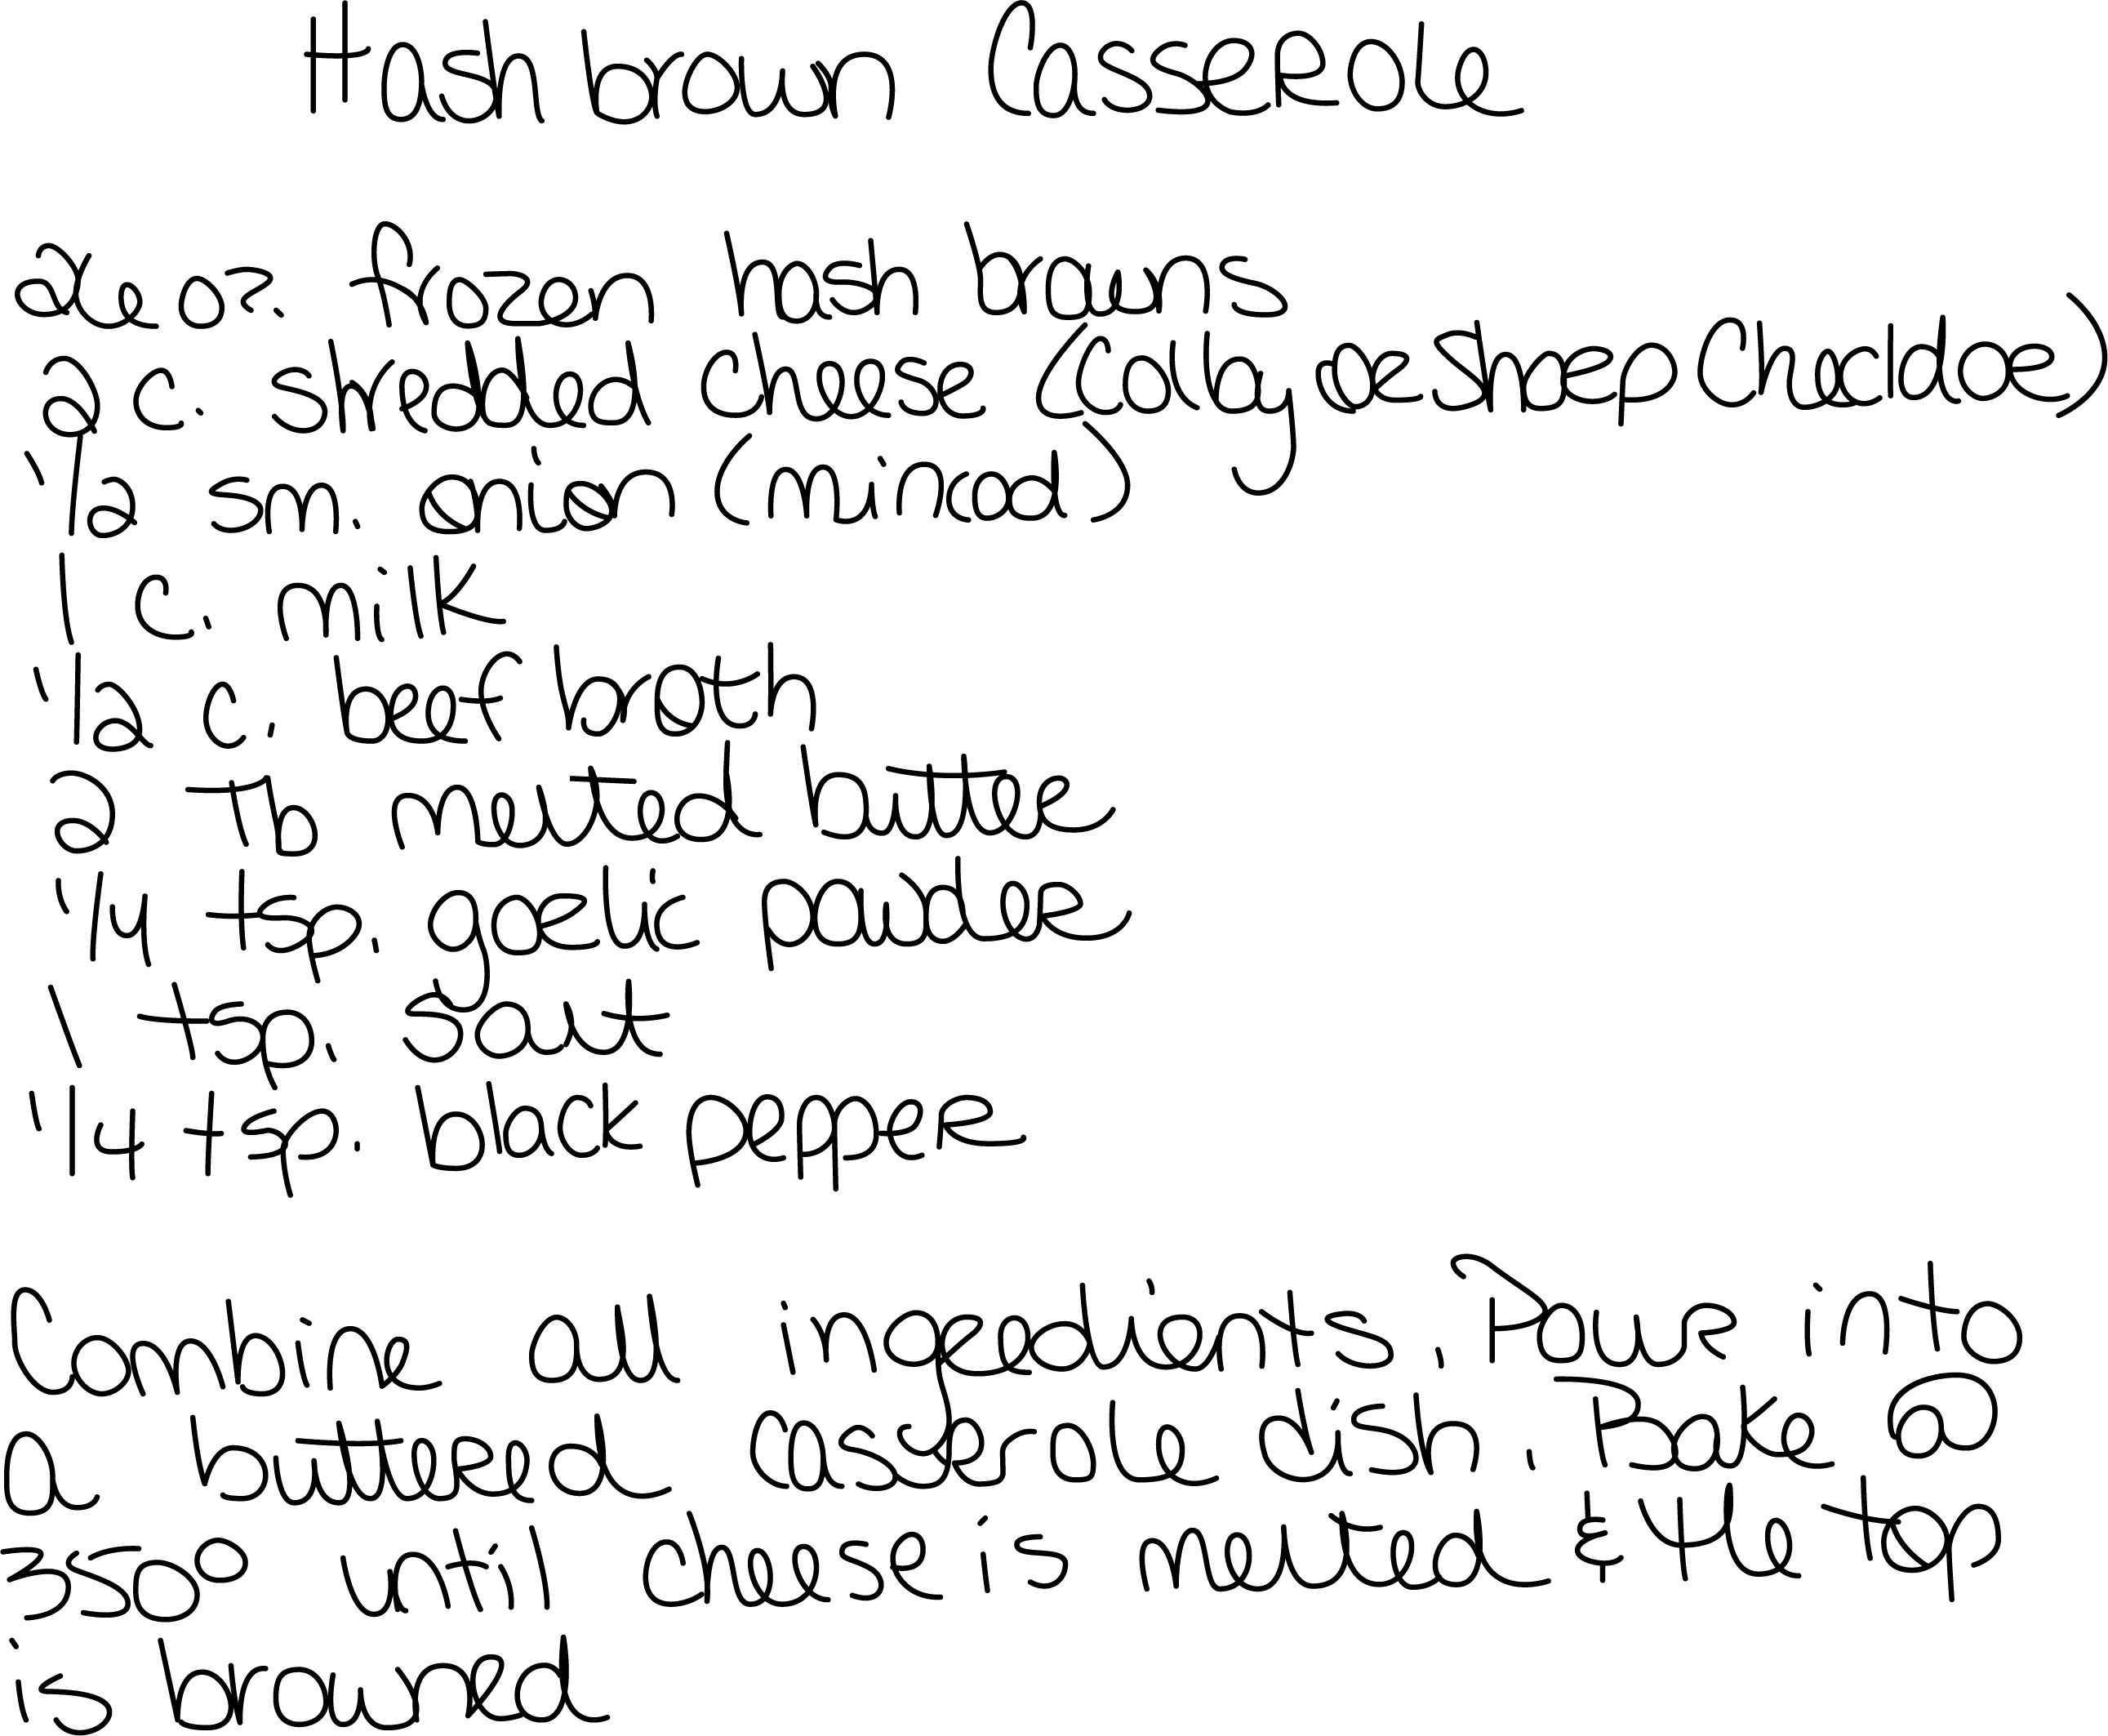 Hashbrown Casserole
26 oz. frozen hash browns
2 c. shredded cheese (Colby or sharp Cheddar)
1/2 sm. onion (minced)
1 c. milk
1/2 c. beef broth
2 Tb melted butter
1/4 tsp. garlic powder
1 tsp. salt
1/4 tsp. black pepper
Combine all ingredients. Pour into
a buttered casserole dish. Bake @
350° until cheese is melted & the top
is browned